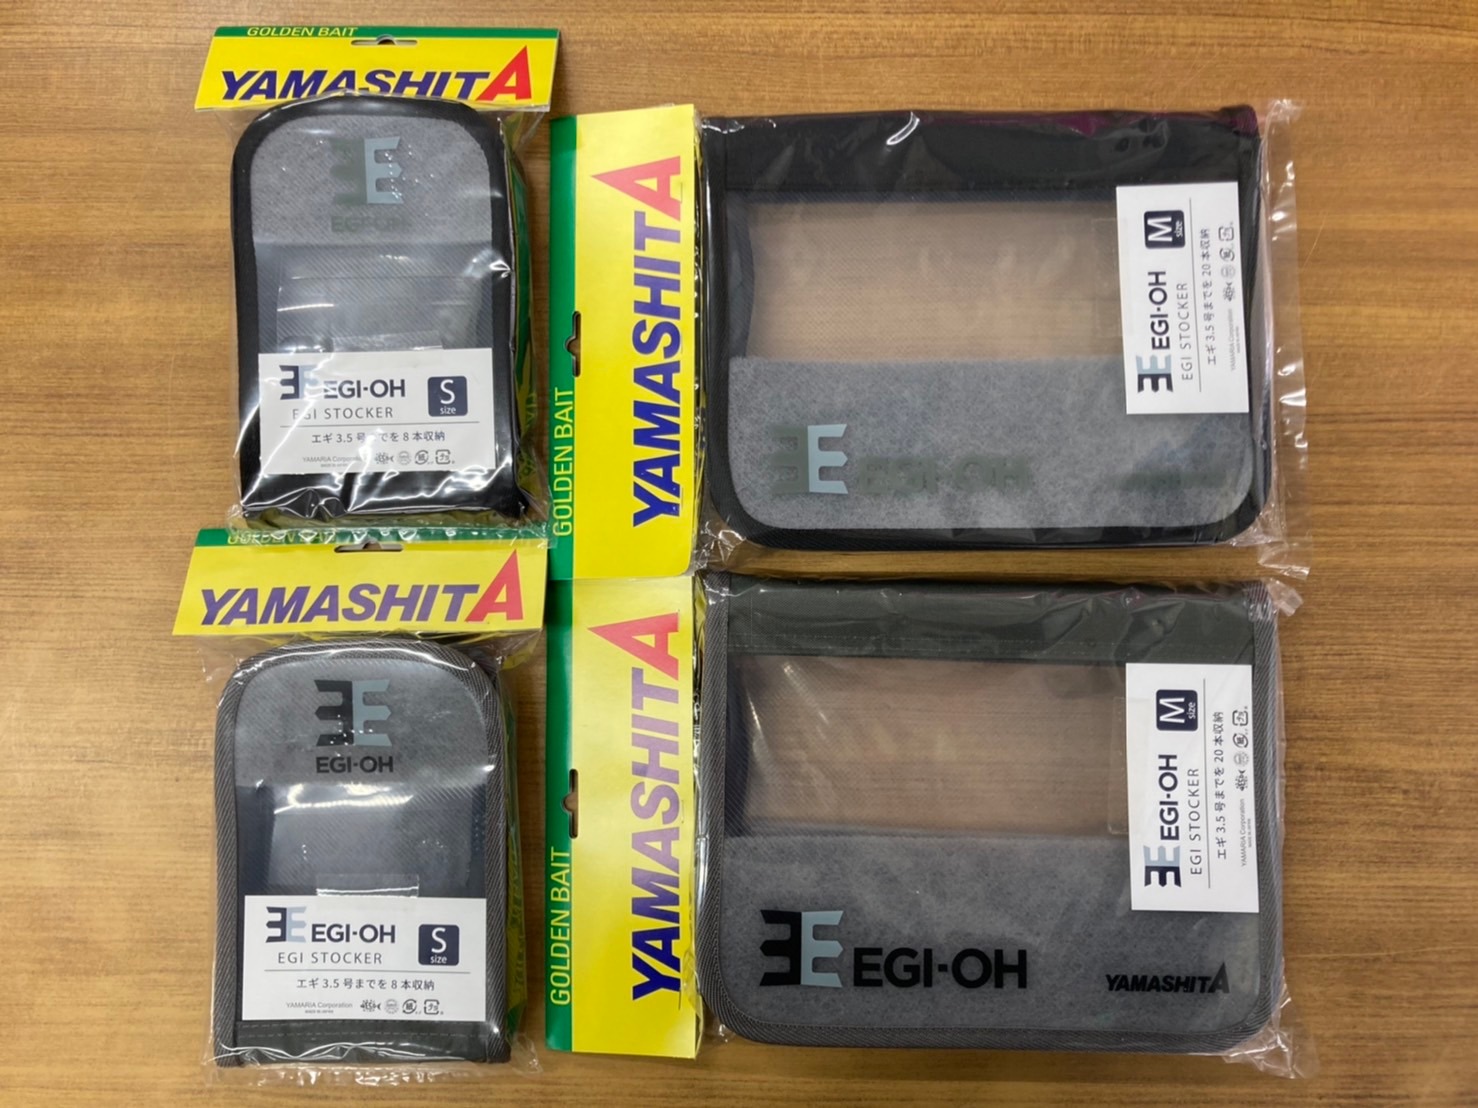 GOLDEN BAIT
YAMASHITA
EGI-OH
EGI-OH
S
size
EGI STOCKER
エギ3.5号までを8本収納
YAMARIA Corporation
GOLDEN BAIT
YAMASHITA
M
size
EGI-OH
EGI STOCKER
エギ3.5号までを20本収納
YAMARIA Corporation
EGI-OH
GOLDEN BAIT
YAMASHITA
EGI-OH
EGI-OH
S
size
EGI STOCKER
エギ3.5号までを8本収納
YAMARIA Corporation
GOLDEN BAIT
YAMASHITA
M
size
EGI-OH
EGI STOCKER
エギ3.5号までを20本収納
YAMARIA Corporation
EGI-OH
YAMASHITA